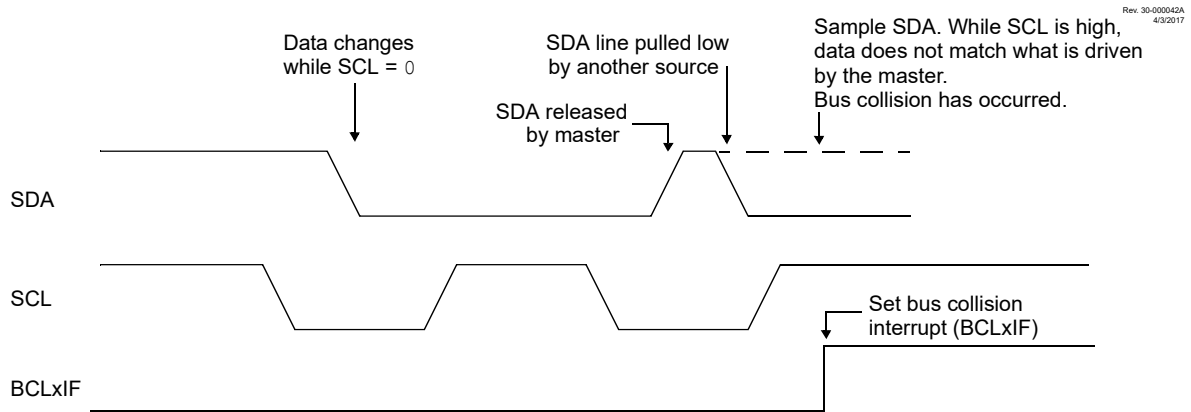 Rev. 30-000042A
4/3/2017
Data changes
while SCL = 0
SDA line pulled low
by another source
SDA released
by master
Sample SDA. While SCL is high,
data does not match what is driven
by the master.
Bus collision has occurred.
SDA
SCL
Set bus collision
interrupt (BCLxIF)
BCLxIF